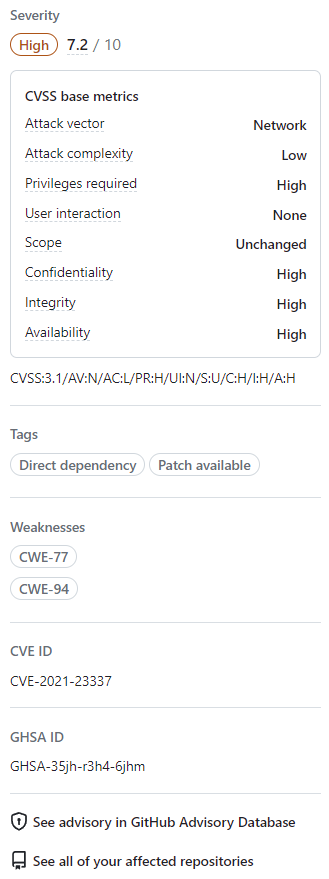 Severity
High 7.2 / 10
CVSS base metrics
Attack vector Network
Attack complexity Low
Privileges required High
User interaction None
Scope Unchanged
Confidentiality High
Integrity High
Availability High
CVSS:3.1/AV:N/AC:L/PR:H/UI:N/S:U/C:H/I:H/A:H
Tags
Direct dependency Patch available
Weaknesses
CWE-77
CWE-94
CVE ID
CVE-2021-23337
GHSA ID
GHSA-35jh-r3h4-6jhm
See advisory in GitHub Advisory Database
See all of your affected repositories